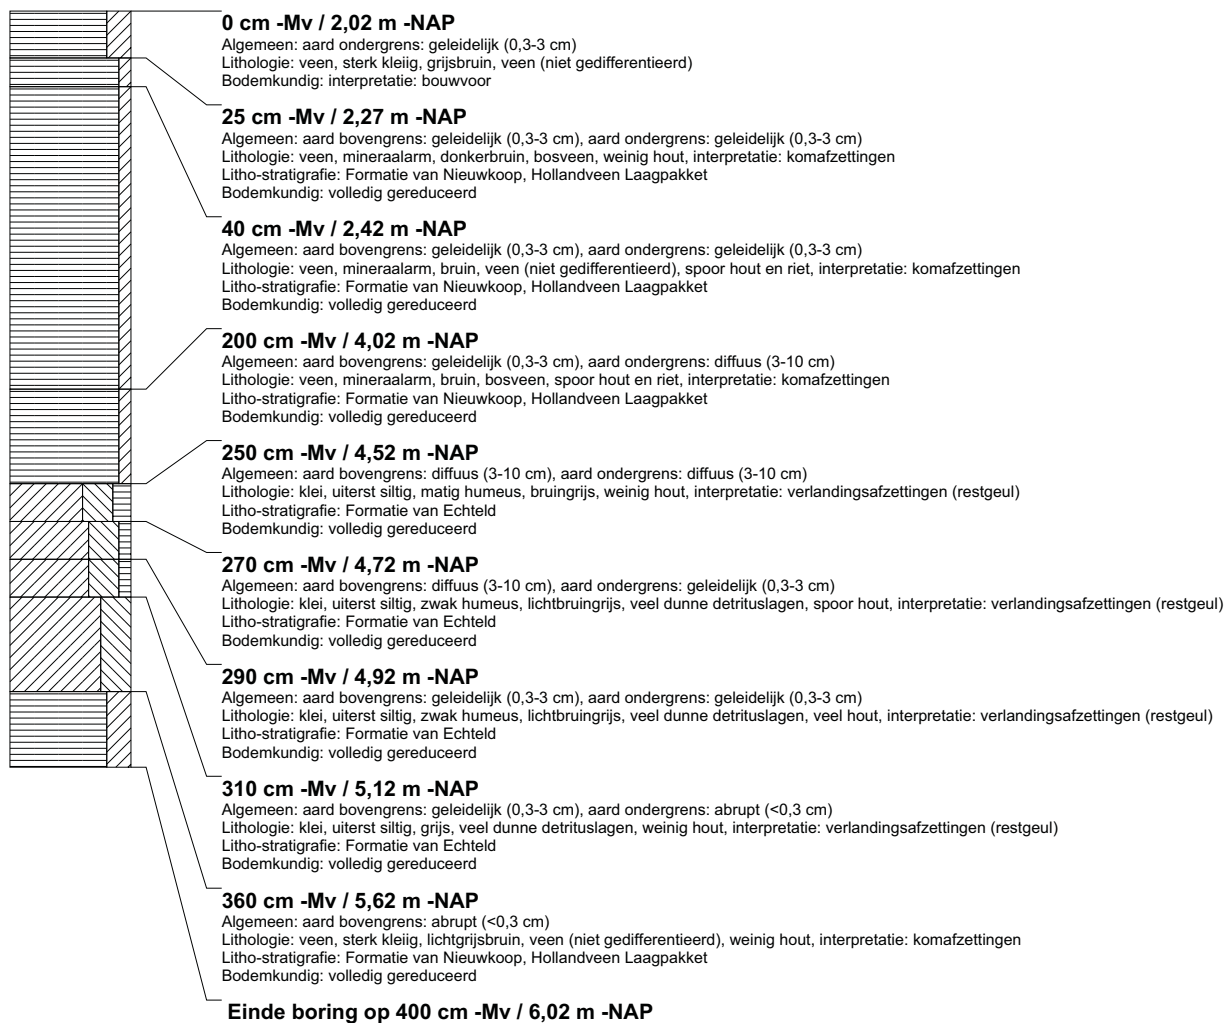 0 cm -Mv / 2,02 m -NAP
Algemeen: aard ondergrens: geleidelijk (0,3-3 cm)
Lithologie: veen, sterk kleiig, grijsbruin, veen (niet gedifferentieerd)
Bodemkundig: interpretatie: bouwvoor
25 cm -Mv / 2,27 m -NAP
Algemeen: aard bovengrens: geleidelijk (0,3-3 cm), aard ondergrens: geleidelijk (0,3-3 cm)
Lithologie: veen, mineraalarm, donkerbruin, bosveen, weinig hout, interpretatie: komafzettingen
Litho-stratigrafie: Formatie van Nieuwkoop, Hollandveen Laagpakket
Bodemkundig: volledig gereduceerd
40 cm -Mv / 2,42 m -NAP
Algemeen: aard bovengrens: geleidelijk (0,3-3 cm), aard ondergrens: geleidelijk (0,3-3 cm)
Lithologie: veen, mineraalarm, bruin, veen (niet gedifferentieerd), spoor hout en riet, interpretatie: komafzettingen
Litho-stratigrafie: Formatie van Nieuwkoop, Hollandveen Laagpakket
Bodemkundig: volledig gereduceerd
200 cm -Mv / 4,02 m -NAP
Algemeen: aard bovengrens: geleidelijk (0,3-3 cm), aard ondergrens: diffuus (3-10 cm)
Lithologie: veen, mineraalarm, bruin, bosveen, spoor hout en riet, interpretatie: komafzettingen
Litho-stratigrafie: Formatie van Nieuwkoop, Hollandveen Laagpakket
Bodemkundig: volledig gereduceerd
250 cm -Mv / 4,52 m -NAP
Algemeen: aard bovengrens: diffuus (3-10 cm), aard ondergrens: diffuus (3-10 cm)
Lithologie: klei, uiterst siltig, matig humeus, bruingrijs, weinig hout, interpretatie: verlandingsafzettingen (restgeul)
Litho-stratigrafie: Formatie van Echteld
Bodemkundig: volledig gereduceerd
270 cm -Mv / 4,72 m -NAP
Algemeen: aard bovengrens: diffuus (3-10 cm), aard ondergrens: geleidelijk (0,3-3 cm)
Lithologie: klei, uiterst siltig, zwak humeus, lichtbruingrijs, veel dunne detrituslagen, spoor hout, interpretatie: verlandingsafzettingen (restgeul)
Litho-stratigrafie: Formatie van Echteld
Bodemkundig: volledig gereduceerd
290 cm -Mv / 4,92 m -NAP
Algemeen: aard bovengrens: geleidelijk (0,3-3 cm), aard ondergrens: geleidelijk (0,3-3 cm)
Lithologie: klei, uiterst siltig, zwak humeus, lichtbruingrijs, veel dunne detrituslagen, veel hout, interpretatie: verlandingsafzettingen (restgeul)
Litho-stratigrafie: Formatie van Echteld
Bodemkundig: volledig gereduceerd
310 cm -Mv / 5,12 m -NAP
Algemeen: aard bovengrens: geleidelijk (0,3-3 cm), aard ondergrens: abrupt (<0,3 cm)
Lithologie: klei, uiterst siltig, grijs, veel dunne detrituslagen, weinig hout, interpretatie: verlandingsafzettingen (restgeul)
Litho-stratigrafie: Formatie van Echteld
Bodemkundig: volledig gereduceerd
360 cm -Mv / 5,62 m -NAP
Algemeen: aard bovengrens: abrupt (<0,3 cm)
Lithologie: veen, sterk kleiig, lichtgrijsbruin, veen (niet gedifferentieerd), weinig hout, interpretatie: komafzettingen
Litho-stratigrafie: Formatie van Nieuwkoop, Hollandveen Laagpakket
Bodemkundig: volledig gereduceerd
Einde boring op 400 cm -Mv / 6,02 m -NAP